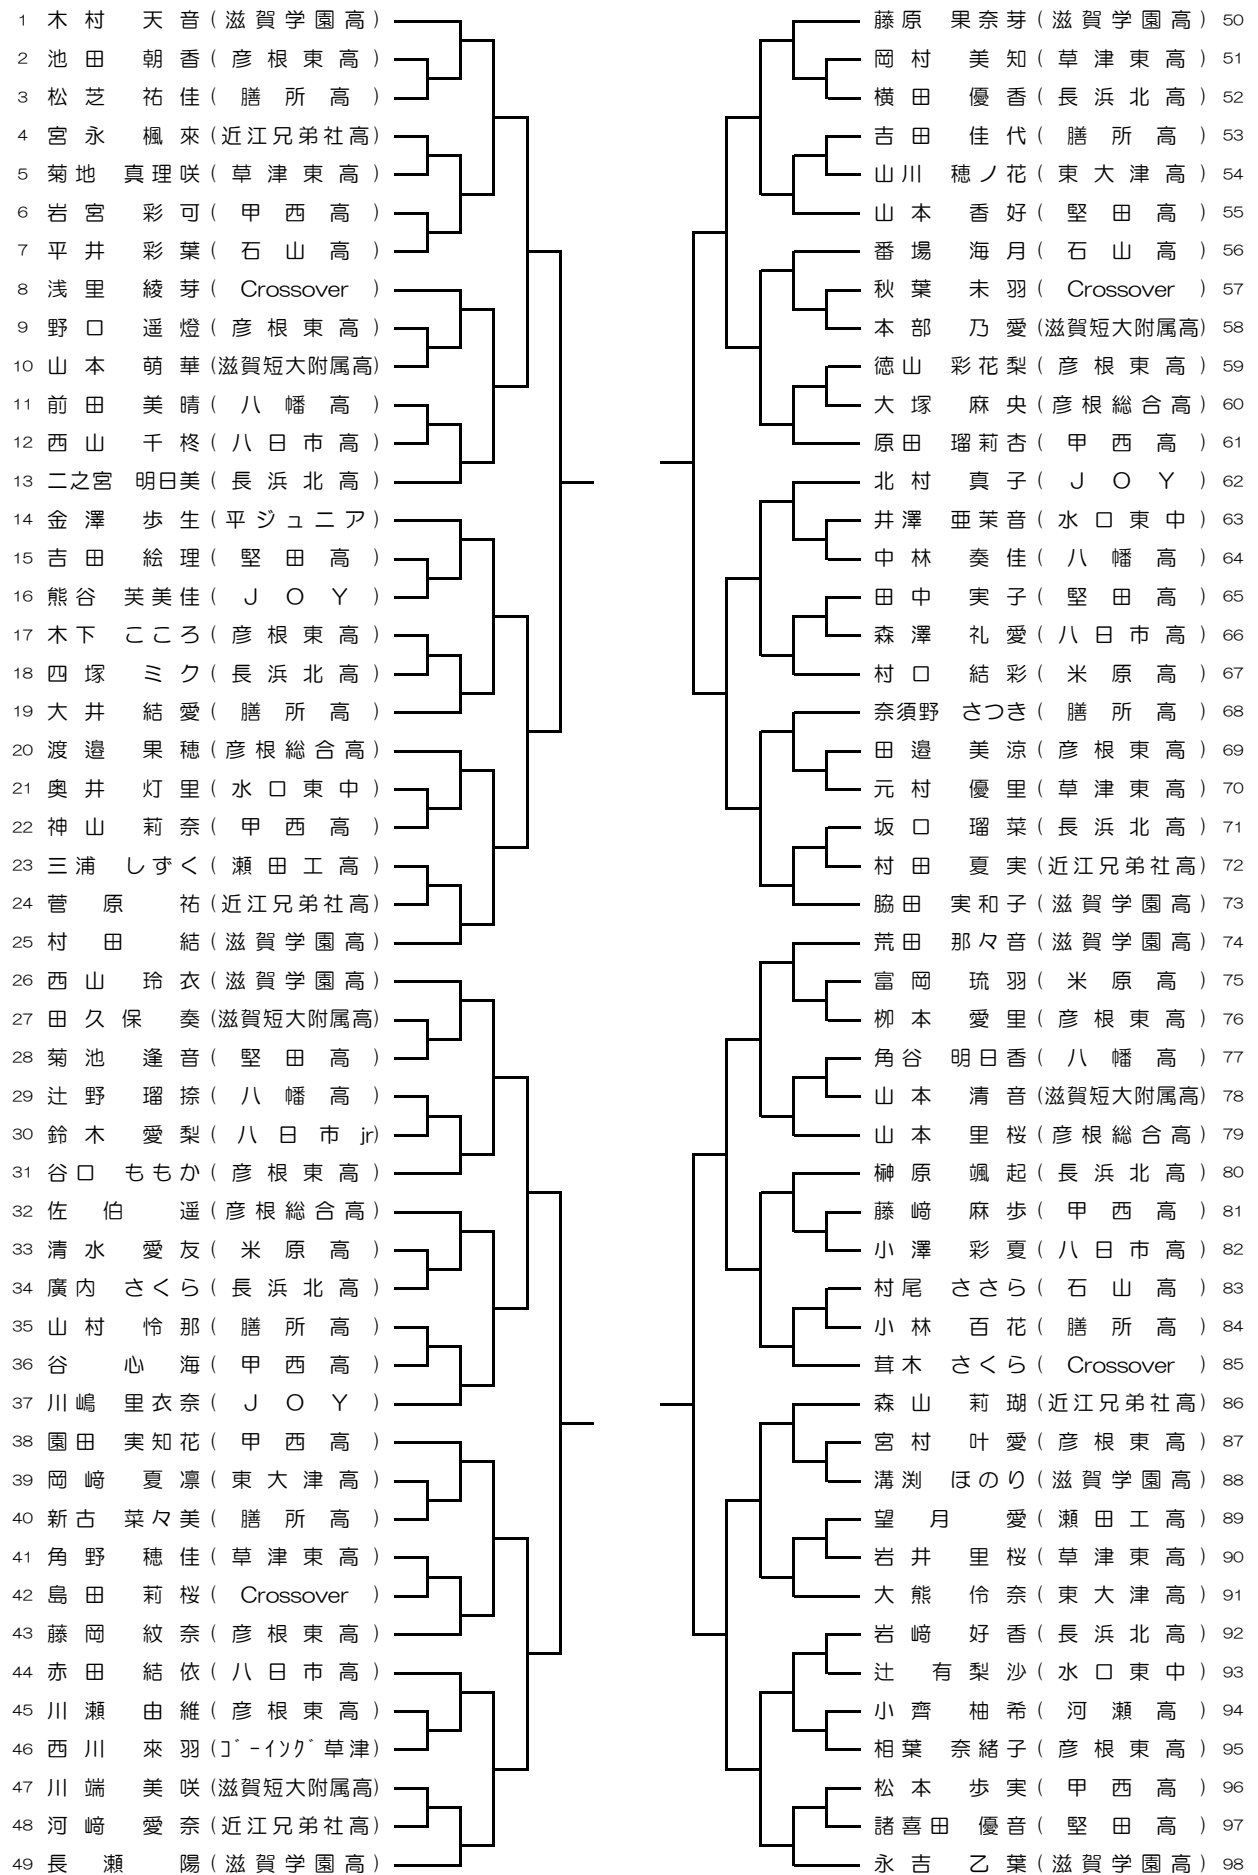 1 木村 天音(滋賀学園高)
2 池田 朝香(彦根東高)
3 松芝 祐佳(膳所高)
4 宮永 楓來(近江兄弟社高)
5 菊地 真理咲(草津東高)
6 岩宮 彩可(甲西高)
7 平井 彩葉(石山高)
8 浅里 綾芽(Crossover)
9 野口 遥燈(彦根東高)
10 山本 萌華(滋賀短大附属高)
11 前田 美晴(八幡高)
12 西山 千柊(八日市高)
13 二之宮 明日美(長浜北高)
14 金澤 歩生(平ジュニア)
15 吉田 絵理(堅田高)
16 熊谷 芙美佳(JOY)
17 木下 こころ(彦根東高)
18 四塚 ミク(長浜北高)
19 大井 結愛(膳所高)
20 渡邉 果穂(彦根総合高)
21 奥井 灯里(水口東中)
22 神山 莉奈(甲西高)
23 三浦 しずく(瀬田工高)
24 菅原 祐(近江兄弟社高)
25 村田 結(滋賀学園高)
26 西山 玲衣(滋賀学園高)
27 田久保 奏(滋賀短大附属高)
28 菊池 逢音(堅田高)
29 辻野 瑠捺(八幡高)
30 鈴木 愛梨(八日市jr)
31 谷口 ももか(彦根東高)
32 佐伯 遥(彦根総合高)
33 清水 愛友(米原高)
34 廣内 さくら(長浜北高)
35 山村 怜那(膳所高)
36 谷 心海(甲西高)
37 川嶋 里衣奈(JOY)
38 園田 実知花(甲西高)
39 岡﨑 夏凛(東大津高)
40 新古 菜々美(膳所高)
41 角野 穂佳(草津東高)
42 島田 莉桜(Crossover)
43 藤岡 紋奈(彦根東高)
44 赤田 結依(八日市高)
45 川瀬 由維(彦根東高)
46 西川 來羽(ゴーイング草津)
47 川端 美咲(滋賀短大附属高)
48 河﨑 愛奈(近江兄弟社高)
49 長瀬 陽(滋賀学園高)
藤原 果奈芽(滋賀学園高) 50
岡村 美知(草津東高) 51
横田 優香(長浜北高) 52
吉田 佳代(膳所高) 53
山川 穂ノ花(東大津高) 54
山本 香好(堅田高) 55
番場 海月(石山高) 56
秋葉 未羽(Crossover) 57
本部 乃愛(滋賀短大附属高) 58
徳山 彩花梨(彦根東高) 59
大塚 麻央(彦根総合高) 60
原田 瑠莉杏(甲西高) 61
北村 真子(JOY) 62
井澤 亜茉音(水口東中) 63
中林 奏佳(八幡高) 64
田中 実子(堅田高) 65
森澤 礼愛(八日市高) 66
村口 結彩(米原高) 67
奈須野 さつき(膳所高) 68
田邉 美涼(彦根東高) 69
元村 優里(草津東高) 70
坂口 瑠菜(長浜北高) 71
村田 夏実(近江兄弟社高) 72
脇田 実和子(滋賀学園高) 73
荒田 那々音(滋賀学園高) 74
富岡 琉羽(米原高) 75
栁本 愛里(彦根東高) 76
角谷 明日香(八幡高) 77
山本 清音(滋賀短大附属高) 78
山本 里桜(彦根総合高) 79
榊原 颯起(長浜北高) 80
藤﨑 麻歩(甲西高) 81
小澤 彩夏(八日市高) 82
村尾 ささら(石山高) 83
小林 百花(膳所高) 84
茸木 さくら(Crossover) 85
森山 莉瑚(近江兄弟社高) 86
宮村 叶愛(彦根東高) 87
溝渕 ほのり(滋賀学園高) 88
望月 愛(瀬田工高) 89
岩井 里桜(草津東高) 90
大熊 伶奈(東大津高) 91
岩﨑 好香(長浜北高) 92
辻 有梨沙(水口東中) 93
小齊 柚希(河瀬高) 94
相葉 奈緒子(彦根東高) 95
松本 歩実(甲西高) 96
諸喜田 優音(堅田高) 97
永吉 乙葉(滋賀学園高) 98